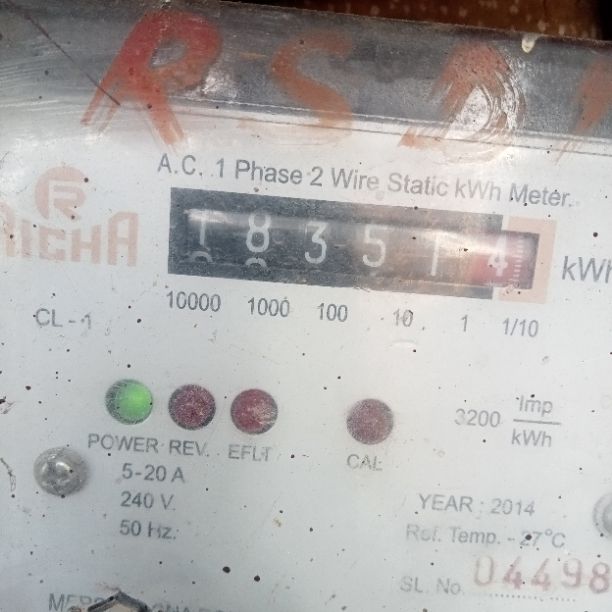 RSD
A.C. 1 Phase 2 Wire Static kWh Meter.
RICHA
1 8 3 5 1 4 kWh
CL - 1
10000 1000 100 10 1 1/10
POWER REV. EFLT CAL
3200 Imp/kWh
5-20 A
240 V.
50 Hz.
YEAR : 2014
Ref. Temp. - 27°C
SL. No. 04498